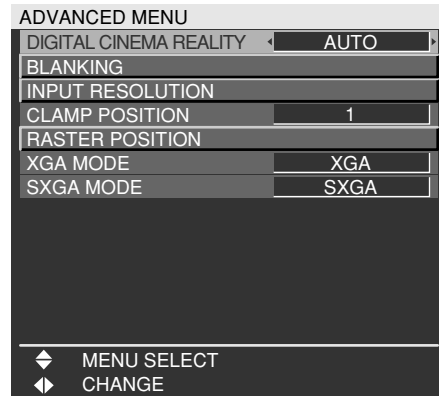 ADVANCED MENU
DIGITAL CINEMA REALITY AUTO
BLANKING
INPUT RESOLUTION
CLAMP POSITION 1
RASTER POSITION
XGA MODE XGA
SXGA MODE SXGA
MENU SELECT
CHANGE